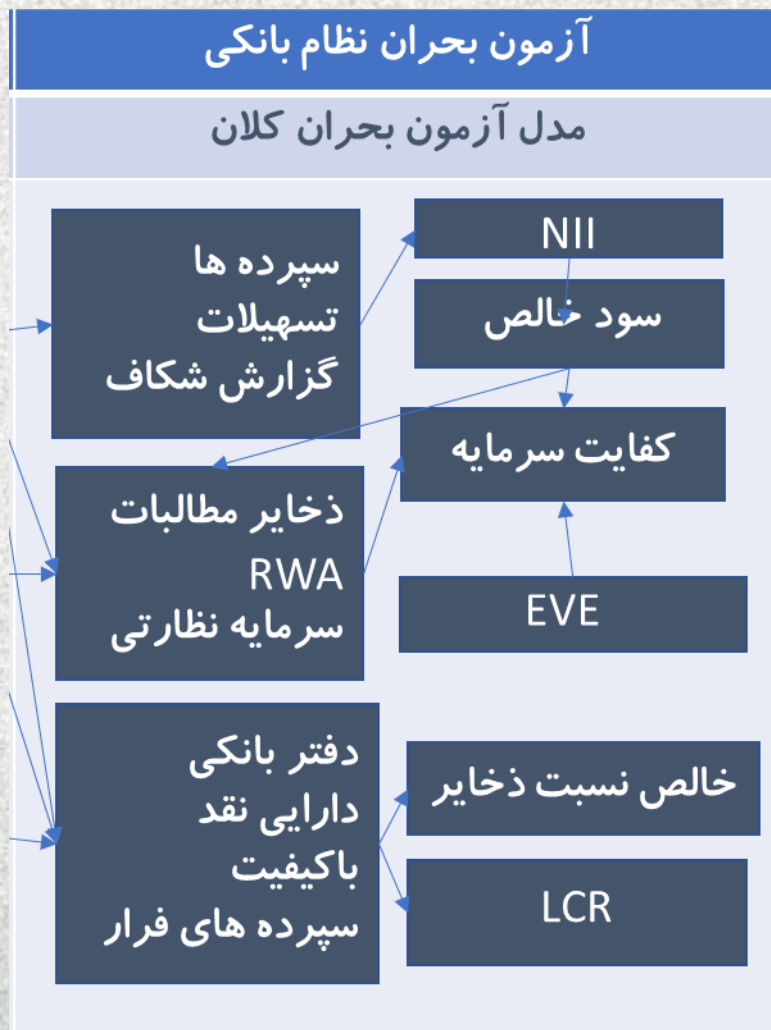 آزمون بحران نظام بانکی
مدل آزمون بحران کلان
NII
سپرده ها
تسهیلات
گزارش شکاف
سود خالص
کفایت سرمایه
ذخایر مطالبات
RWA
سرمایه نظارتی
EVE
دفتر بانکی
دارایی نقد
باکیفیت
سپرده های فرار
خالص نسبت ذخایر
LCR